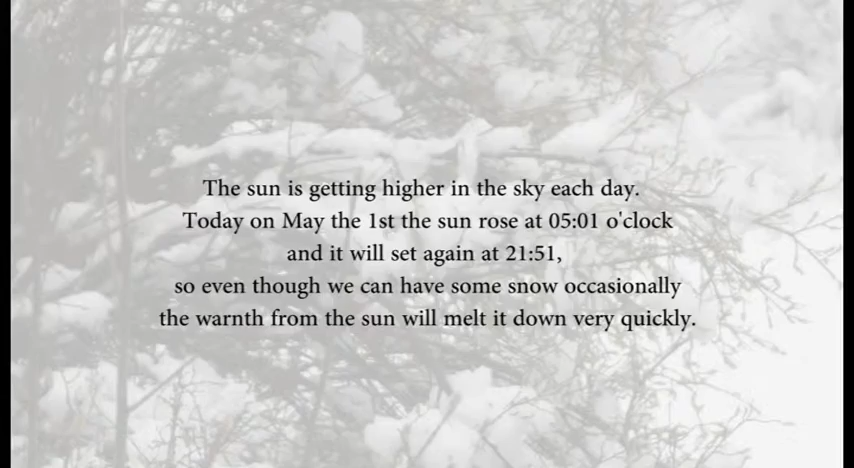 The sun is getting higher in the sky each day.
Today on May the 1st the sun rose at 05:01 o'clock
and it will set again at 21:51,
so even though we can have some snow occasionally
the warnth from the sun will melt it down very quickly.